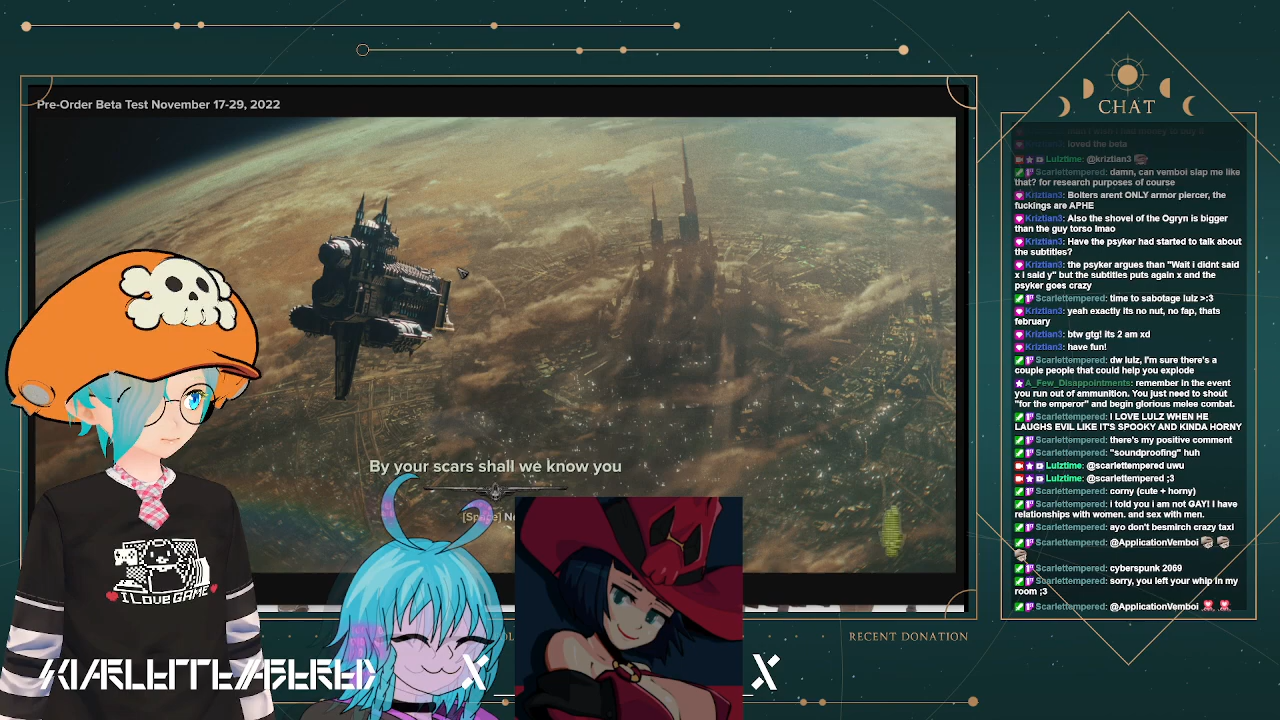 Pre-Order Beta Test November 17-29, 2022
By your scars shall we know you
I LOVE GAME
X
X
RECENT DONATION
CHAT
loved the beta
Lulztime: @kriztian3
Scarlettempered: damn, can vemboi slap me like
that? for research purposes of course
Kriztian3: Bolters arent ONLY armor piercer, the
fuckings are APHE
Kriztian3: Also the shovel of the Ogryn is bigger
than the guy torso lmao
Kriztian3: Have the psyker had started to talk about
the subtitles?
Kriztian3: the psyker argues than "Wait i didnt said
x i said y" but the subtitles puts again x and the
psyker goes crazy
Scarlettempered: time to sabotage lulz >:3
Kriztian3: yeah exactly its no nut, no fap, thats
february
Kriztian3: btw gtg! its 2 am xd
Kriztian3: have fun!
Scarlettempered: dw lulz, I'm sure there's a
couple people that could help you explode
A_Few_Disappointments: remember in the event
you run out of ammunition. You just need to shout
"for the emperor" and begin glorious melee combat.
Scarlettempered: I LOVE LULZ WHEN HE
LAUGHS EVIL LIKE IT'S SPOOKY AND KINDA HORNY
Scarlettempered: there's my positive comment
Scarlettempered: "soundproofing" huh
Lulztime: @scarlettempered uwu
Lulztime: @scarlettempered ;3
Scarlettempered: corny (cute + horny)
Scarlettempered: i told you i am not GAY! I have
relationships with women. and sex with men.
Scarlettempered: ayo don't besmirch crazy taxi
Scarlettempered: @ApplicationVemboi
Scarlettempered: cyberspunk 2069
Scarlettempered: sorry, you left your whip in my
room ;3
Scarlettempered: @ApplicationVemboi